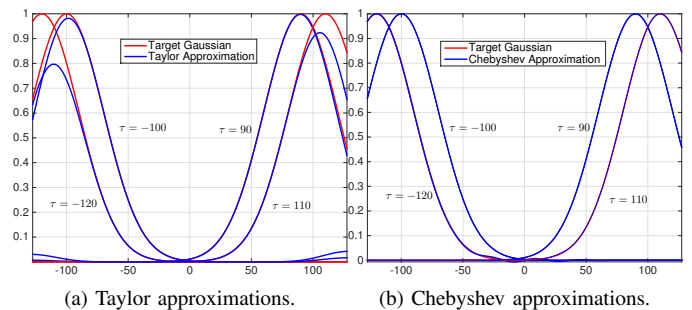 1
0.9
0.8
0.7
0.6
0.5
0.4
0.3
0.2
0.1
-100
-50
0
50
100
Target Gaussian
Taylor Approximation
τ = −100
τ = 90
τ = −120
τ = 110
(a) Taylor approximations.
1
0.9
0.8
0.7
0.6
0.5
0.4
0.3
0.2
0.1
0
-100
-50
0
50
100
Target Gaussian
Chebyshev Approximation
τ = −100
τ = 90
τ = −120
τ = 110
(b) Chebyshev approximations.